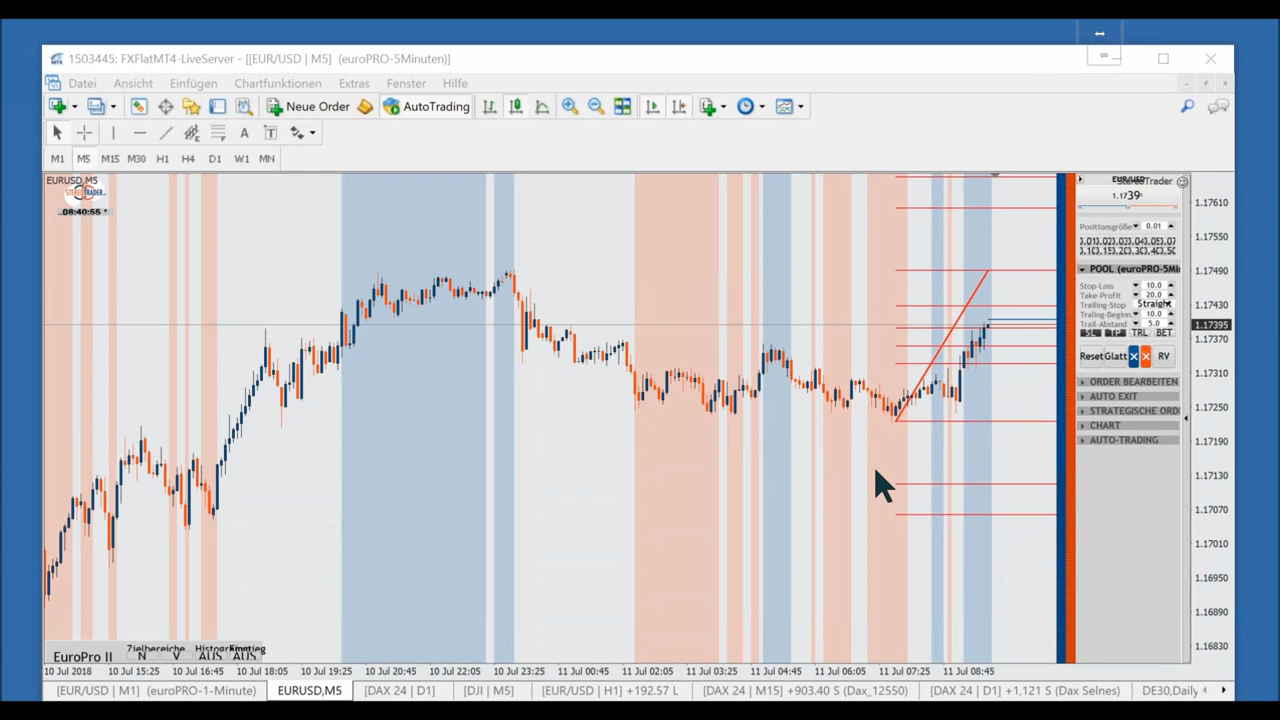 1503445: FXFlatMT4-LiveServer - [[EUR/USD | M5] (euroPRO-5Minuten)]
Datei Ansicht Einfügen Chartfunktionen Extras Fenster Hilfe
Neue Order AutoTrading
A T
M1 M5 M15 M30 H1 H4 D1 W1 MN
EURUSD,M5
08:40:55
EUR/USD
StereoTrader
1.1739
Positionsgröße 0.01
POOL (euroPRO-5Mi
Stop-Loss 10.0
Take-Profit 20.0
Trailing-Stop Straight
Traling-Beginn 10.0
Trail-Abstand 5.0
SL TP TRL BET
Reset Glatt RV
ORDER BEARBEITEN
AUTO EXIT
STRATEGISCHE ORD
CHART
AUTO-TRADING
1.17610
1.17550
1.17490
1.17430
1.17395
1.17370
1.17310
1.17250
1.17190
1.17130
1.17070
1.17010
1.16950
1.16890
1.16830
EuroPro II
Zielbereiche
N V AUS AUS
10 Jul 2018 10 Jul 15:25 10 Jul 16:45 10 Jul 18:05 10 Jul 19:25 10 Jul 20:45 10 Jul 22:05 10 Jul 23:25 11 Jul 00:45 11 Jul 02:05 11 Jul 03:25 11 Jul 04:45 11 Jul 06:05 11 Jul 07:25 11 Jul 08:45
[EUR/USD | M1] (euroPRO-1-Minute) EURUSD,M5 [DAX 24 | D1] [DJI | M5] [EUR/USD | H1] +192.57 L [DAX 24 | M15] +903.40 S (Dax_12550) [DAX 24 | D1] +1,121 S (Dax Selnes) DE30,Daily